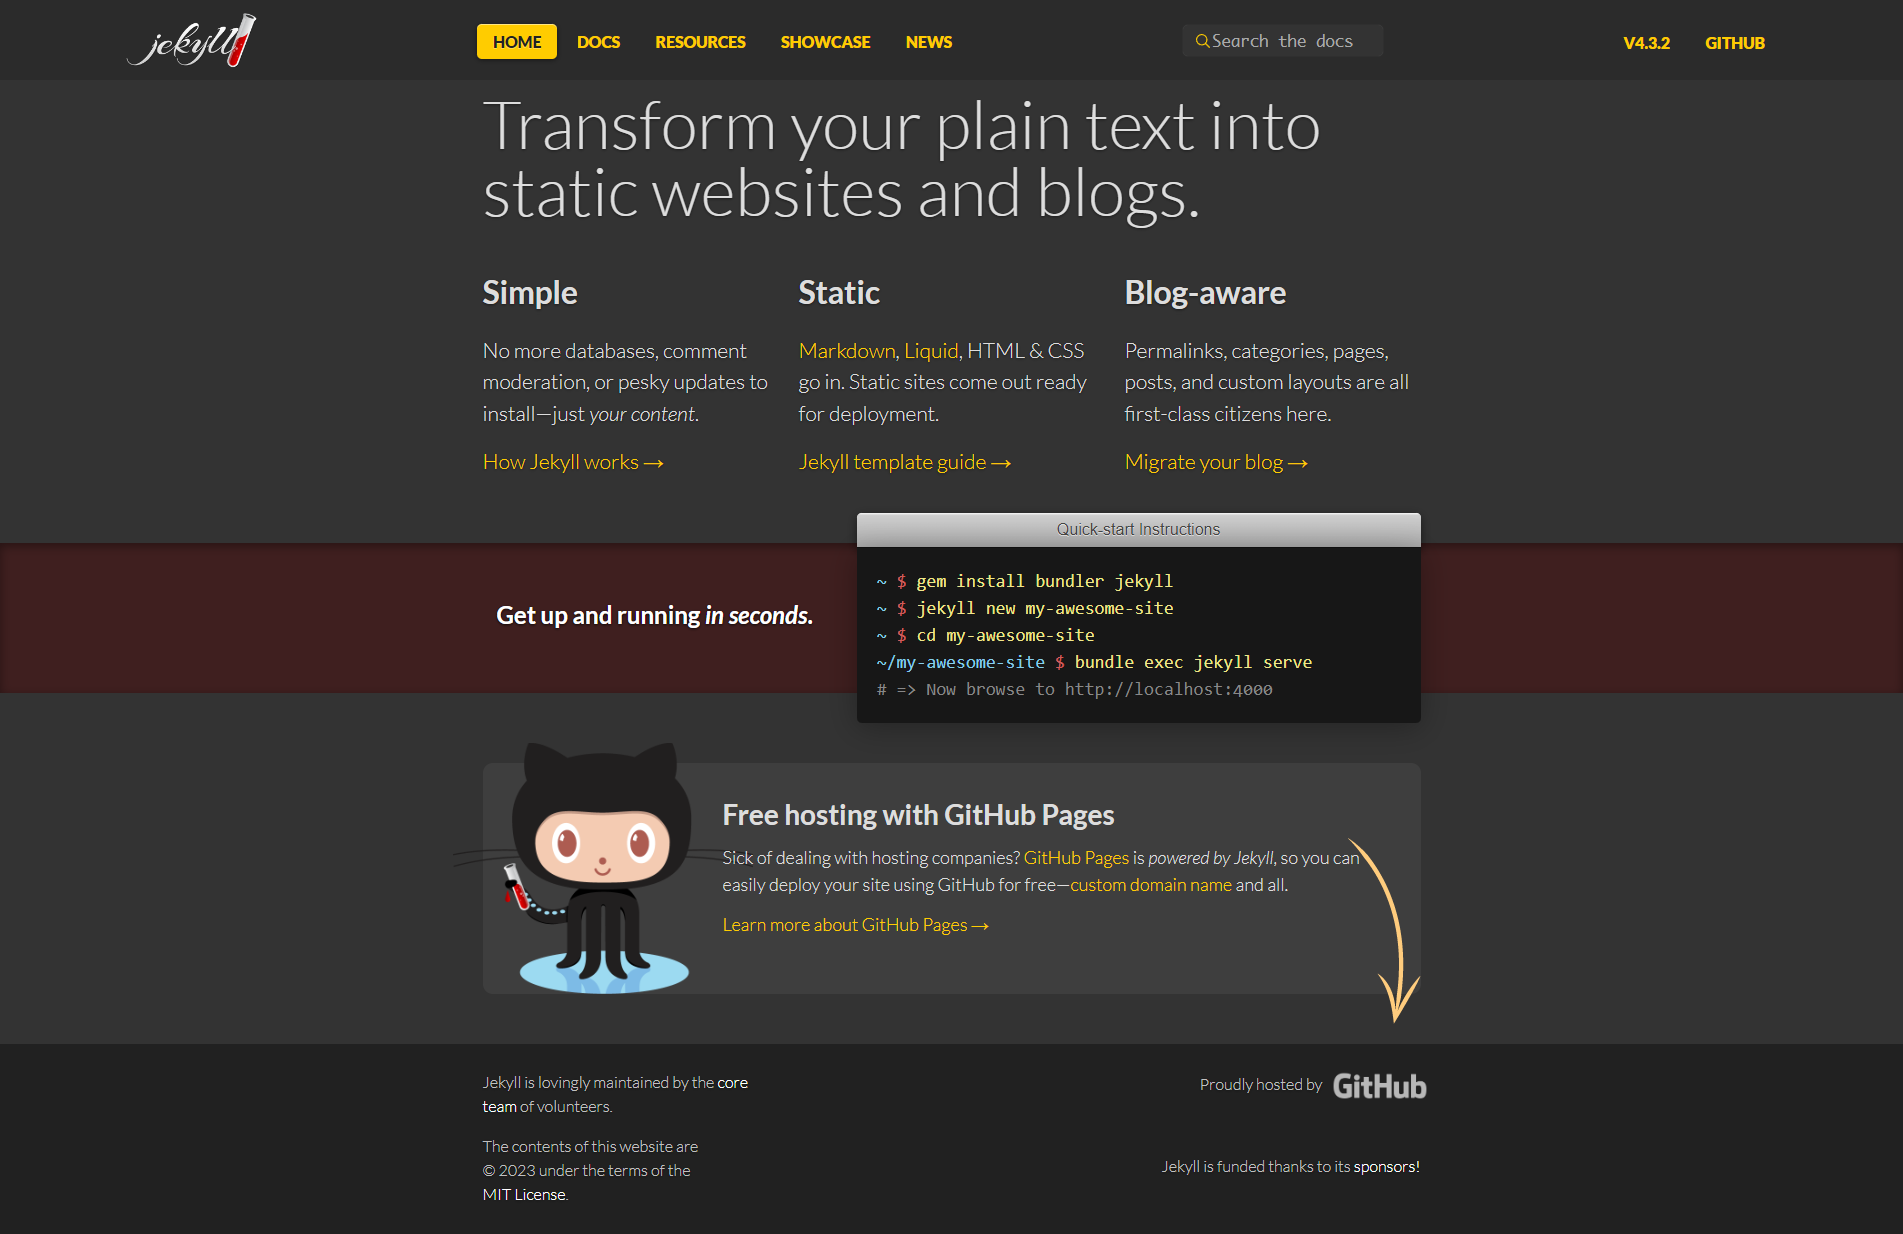 jekyll
HOME DOCS RESOURCES SHOWCASE NEWS
Search the docs
V4.3.2 GITHUB
Transform your plain text into
static websites and blogs.
Simple
No more databases, comment
moderation, or pesky updates to
install—just your content.
How Jekyll works →
Static
Markdown, Liquid, HTML & CSS
go in. Static sites come out ready
for deployment.
Jekyll template guide →
Blog-aware
Permalinks, categories, pages,
posts, and custom layouts are all
first-class citizens here.
Migrate your blog →
Get up and running in seconds.
Quick-start Instructions
~ $ gem install bundler jekyll
~ $ jekyll new my-awesome-site
~ $ cd my-awesome-site
~/my-awesome-site $ bundle exec jekyll serve
# => Now browse to http://localhost:4000
Free hosting with GitHub Pages
Sick of dealing with hosting companies? GitHub Pages is powered by Jekyll, so you can
easily deploy your site using GitHub for free—custom domain name and all.
Learn more about GitHub Pages →
Jekyll is lovingly maintained by the core
team of volunteers.
The contents of this website are
© 2023 under the terms of the
MIT License.
Proudly hosted by GitHub
Jekyll is funded thanks to its sponsors!